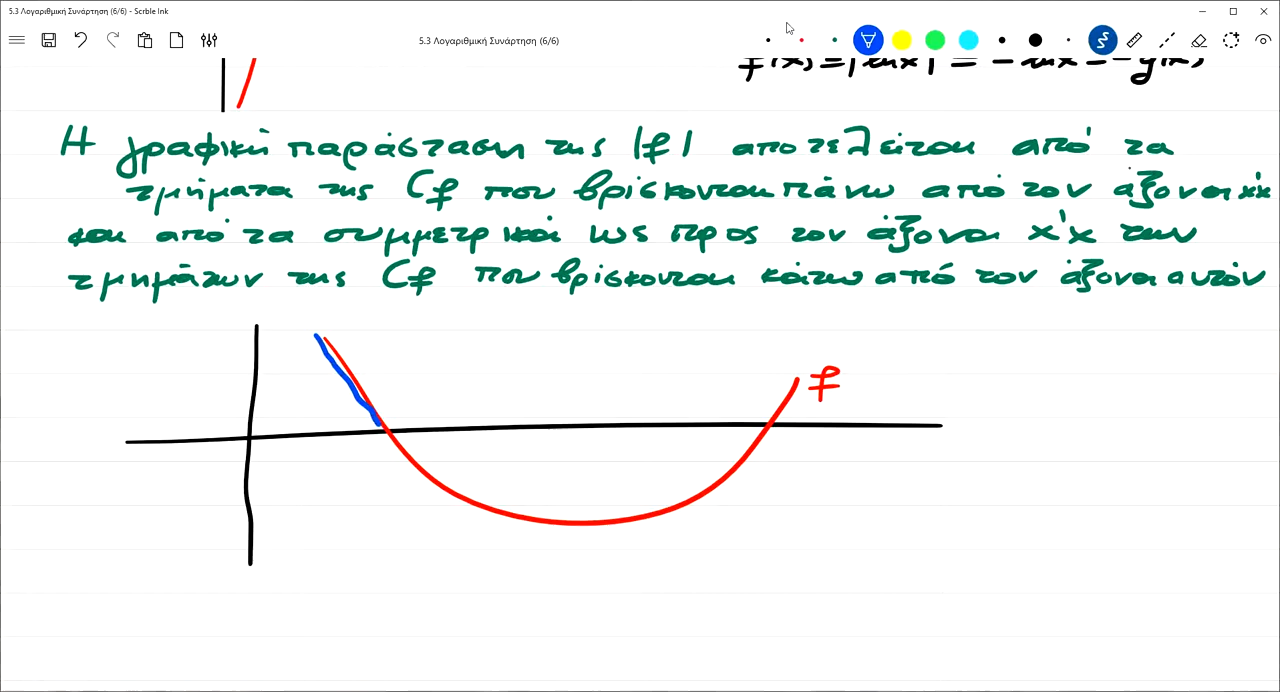 5.3 Λογαριθμική Συνάρτηση (6/6) - Scrble Ink
5.3 Λογαριθμική Συνάρτηση (6/6)
f(x) = |lnx| = - lnx = - g(x)
Η γραφική παράσταση της |f| αποτελείται από τα
τμήματα της Cf που βρίσκονται πάνω από τον άξονα x'x
και από τα συμμετρικά ως προς τον άξονα x'x των
τμημάτων της Cf που βρίσκονται κάτω από τον άξονα αυτόν
f